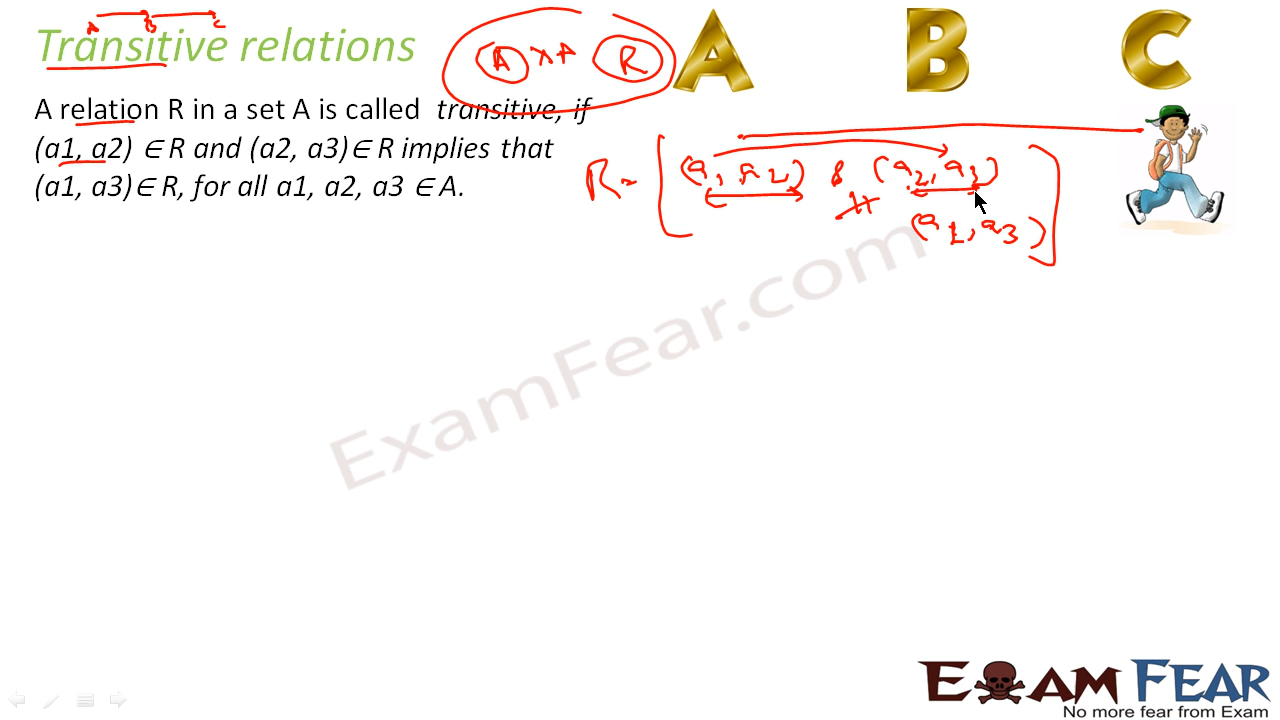 A B C
Transitive relations
A × A R
A B C
A relation R in a set A is called transitive, if
(a1, a2) ∈ R and (a2, a3)∈ R implies that
(a1, a3)∈ R, for all a1, a2, a3 ∈ A.
R = [ (a1, a2) & (a2, a3)
(a1, a3) ]
ExamFear.com
EXAM FEAR
No more fear from Exam